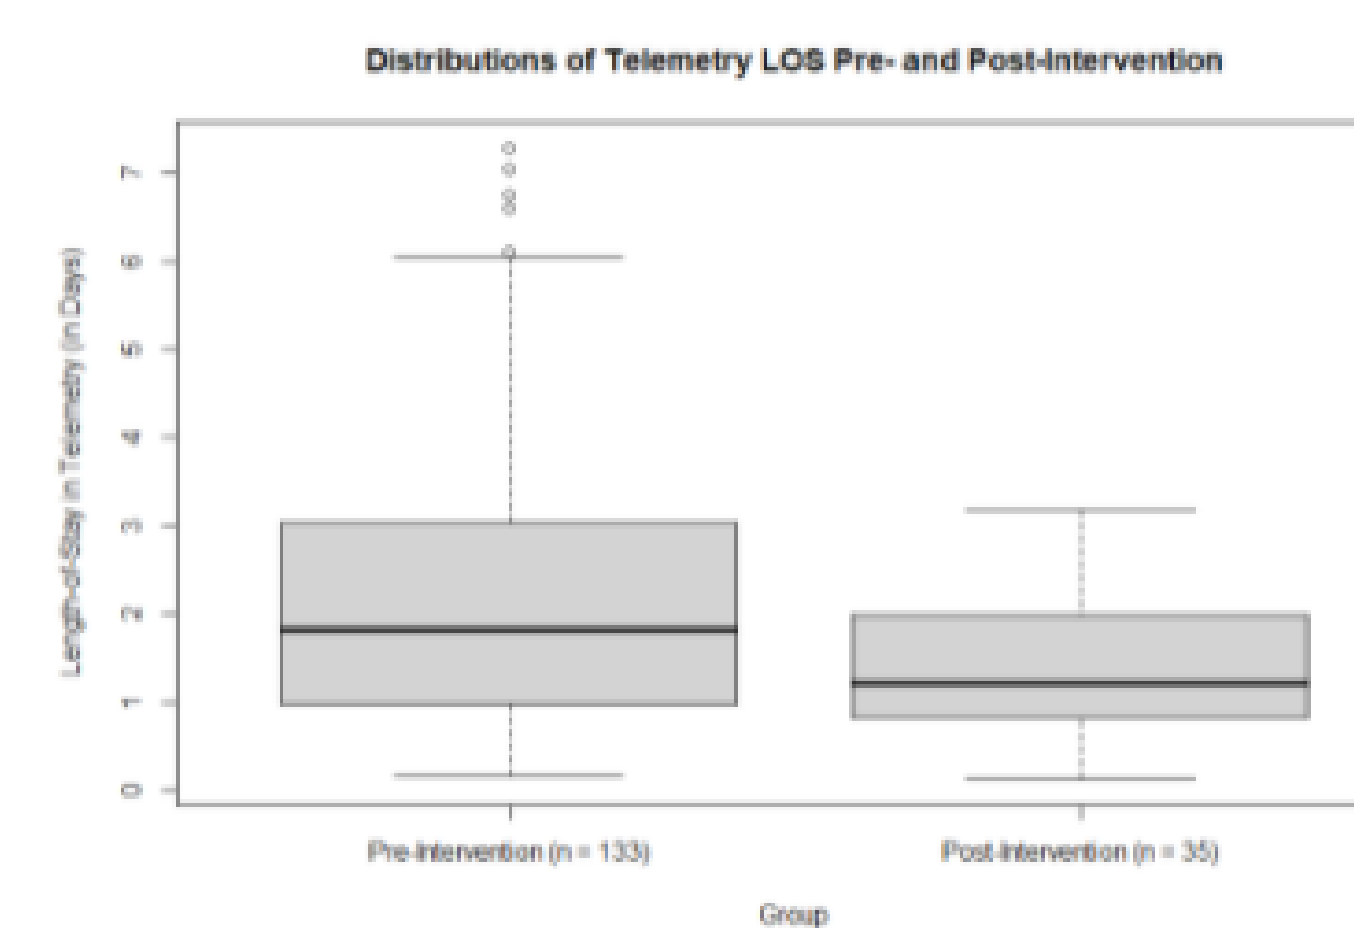 Distributions of Telemetry LOS Pre- and Post-Intervention
Length-of-Stay in Telemetry (in Days)
7
6
5
4
3
2
1
0
Pre-Intervention (n = 133)
Post-Intervention (n = 35)
Group